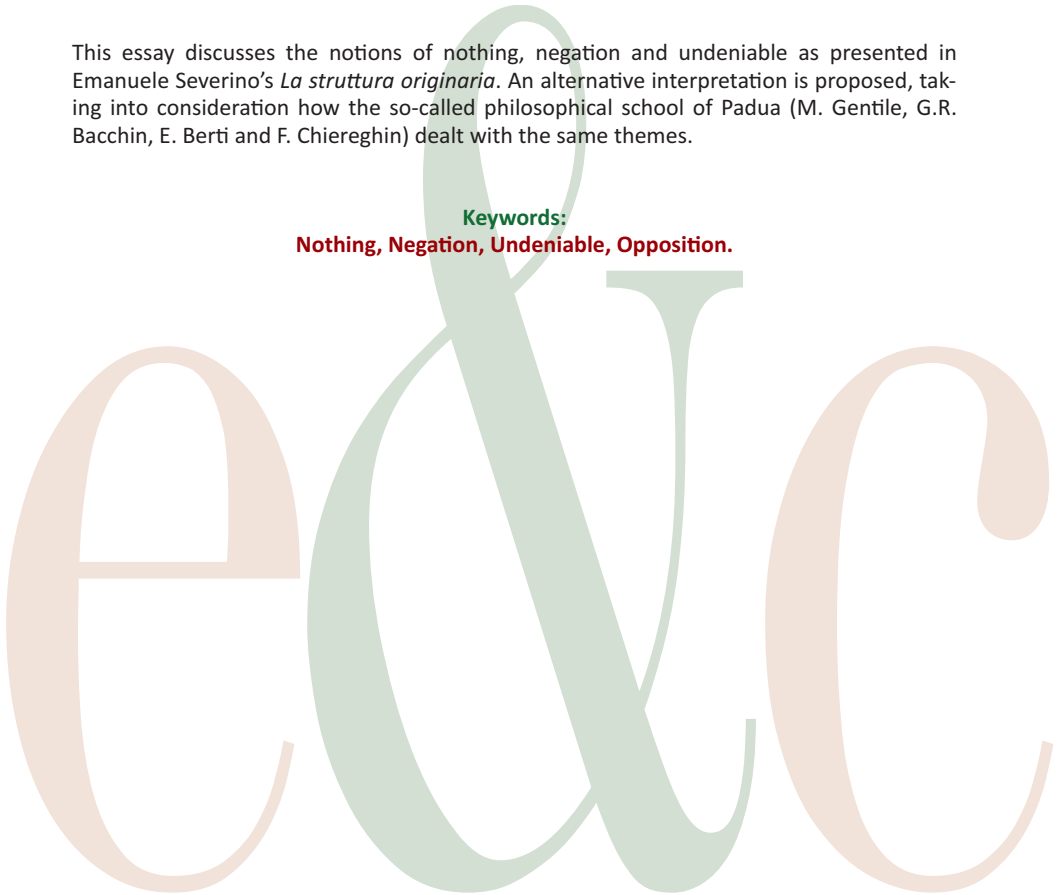 This essay discusses the notions of nothing, negation and undeniable as presented in
Emanuele Severino's La struttura originaria. An alternative interpretation is proposed, tak-
ing into consideration how the so-called philosophical school of Padua (M. Gentile, G.R.
Bacchin, E. Berti and F. Chiereghin) dealt with the same themes.
Keywords:
Nothing, Negation, Undeniable, Opposition.
e&c